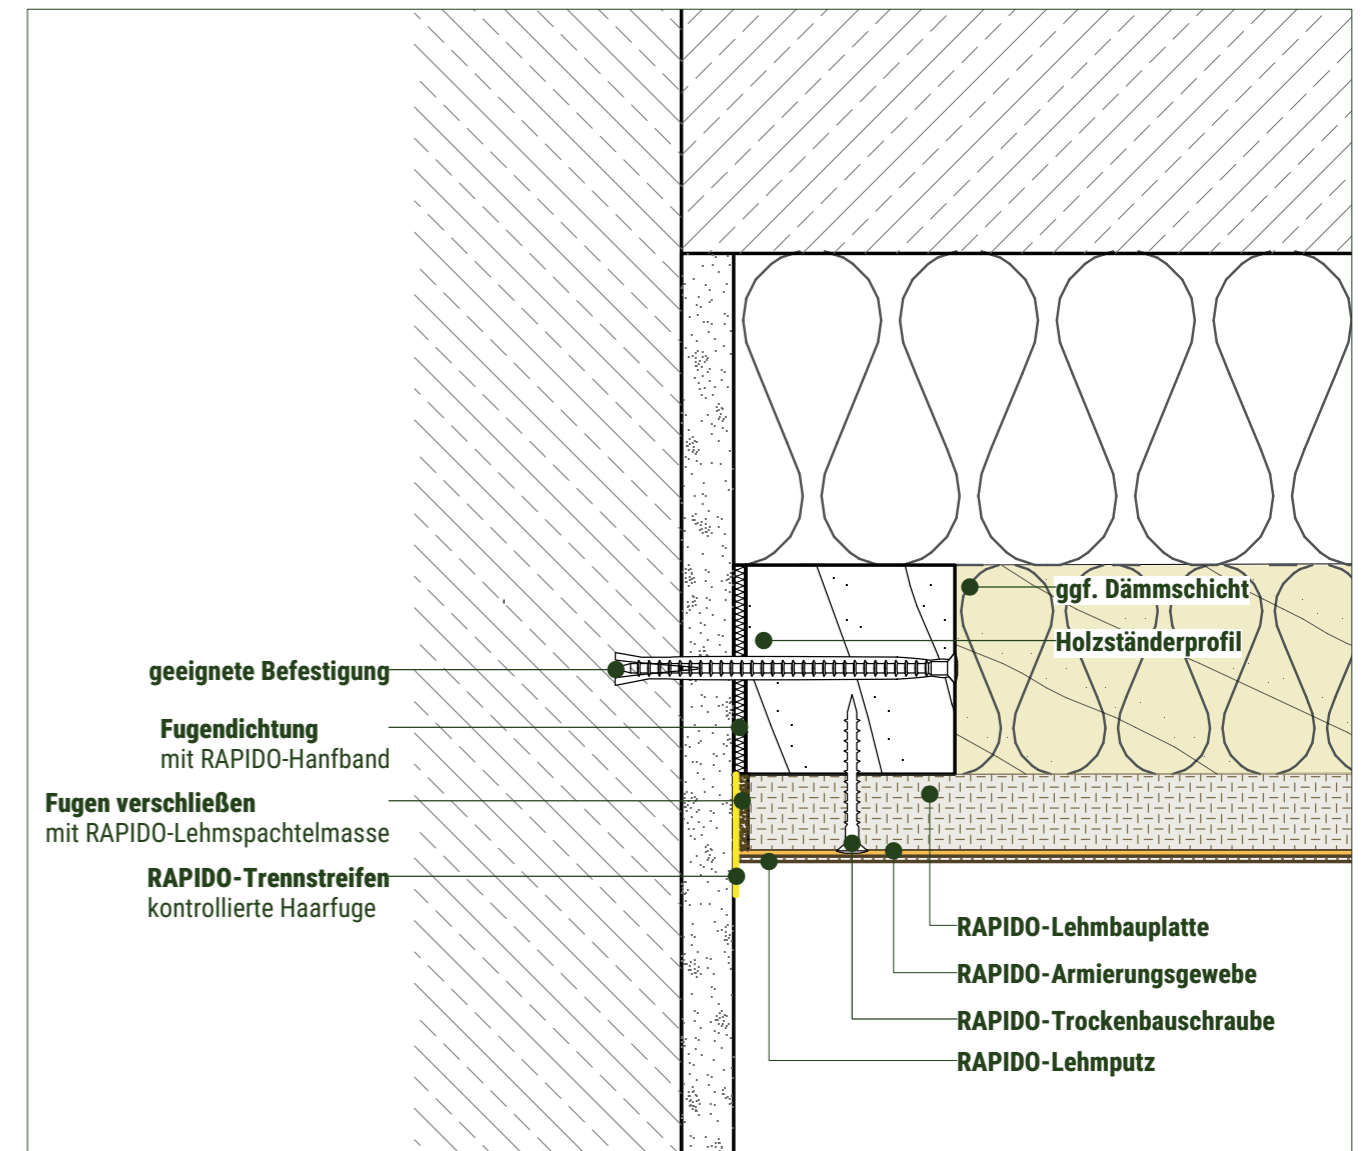 ggf. Dämmschicht
Holzständerprofil
geeignete Befestigung
Fugendichtung
mit RAPIDO-Hanfband
Fugen verschließen
mit RAPIDO-Lehmspachtelmasse
RAPIDO-Trennstreifen
kontrollierte Haarfuge
RAPIDO-Lehmbauplatte
RAPIDO-Armierungsgewebe
RAPIDO-Trockenbauschraube
RAPIDO-Lehmputz